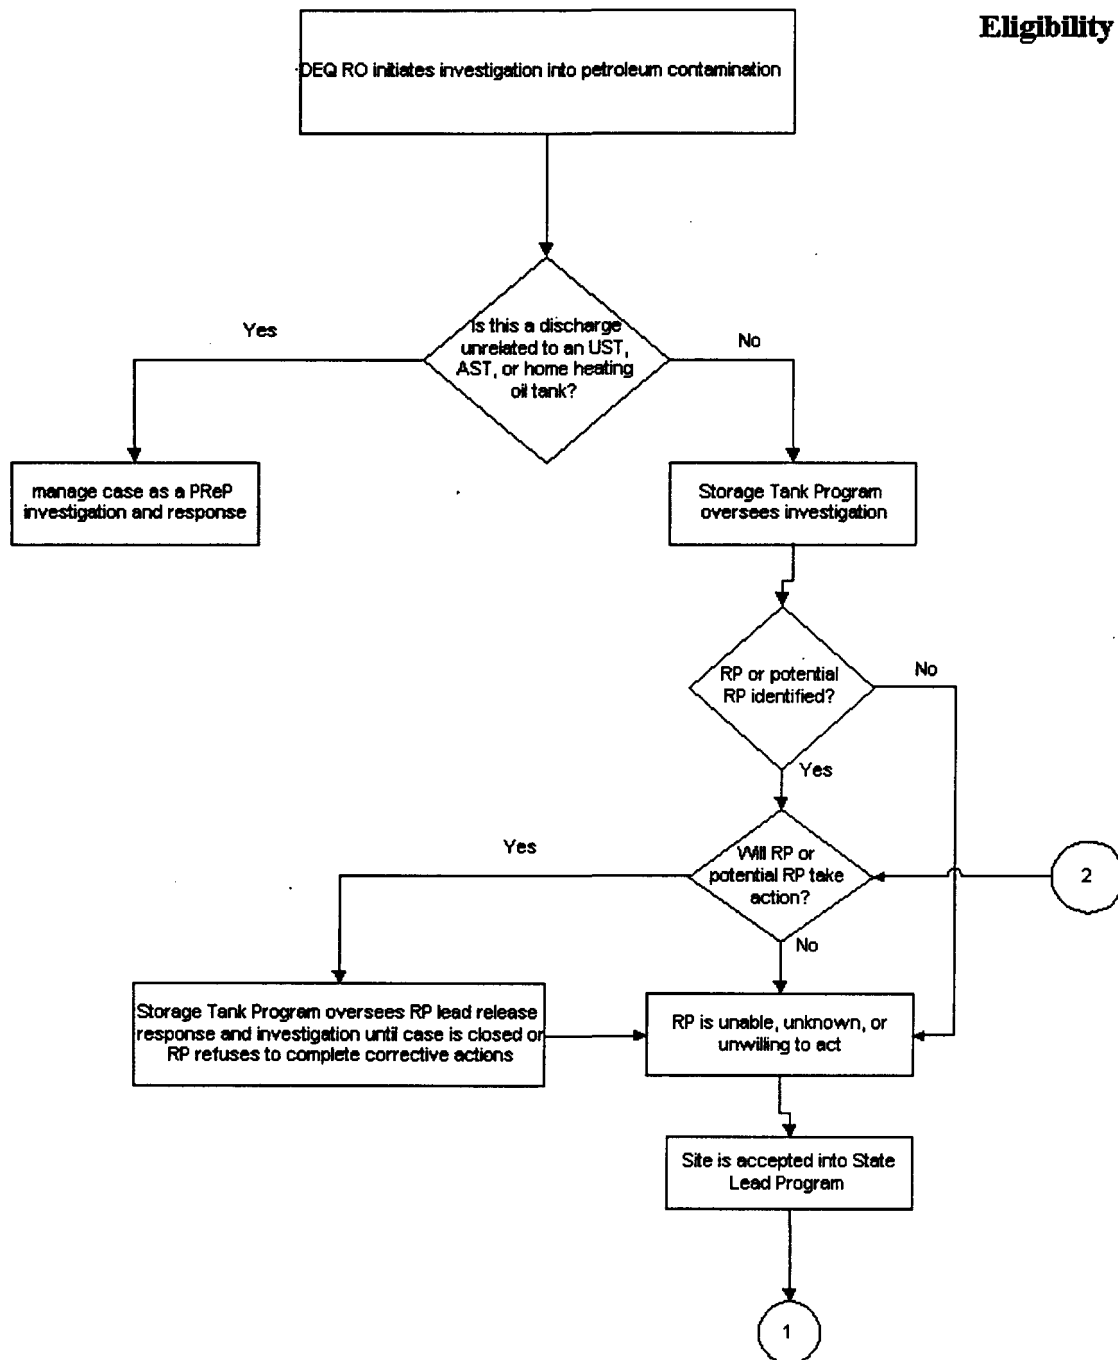 Eligibility
DEQ RO initiates investigation into petroleum contamination
Is this a discharge
unrelated to an UST,
AST, or home heating
oil tank?
Yes
No
manage case as a PReP
investigation and response
Storage Tank Program
oversees investigation
RP or potential
RP identified?
No
Yes
Will RP or
potential RP take
action?
Yes
2
No
Storage Tank Program oversees RP lead release
response and investigation until case is closed or
RP refuses to complete corrective actions
RP is unable, unknown, or
unwilling to act
Site is accepted into State
Lead Program
1